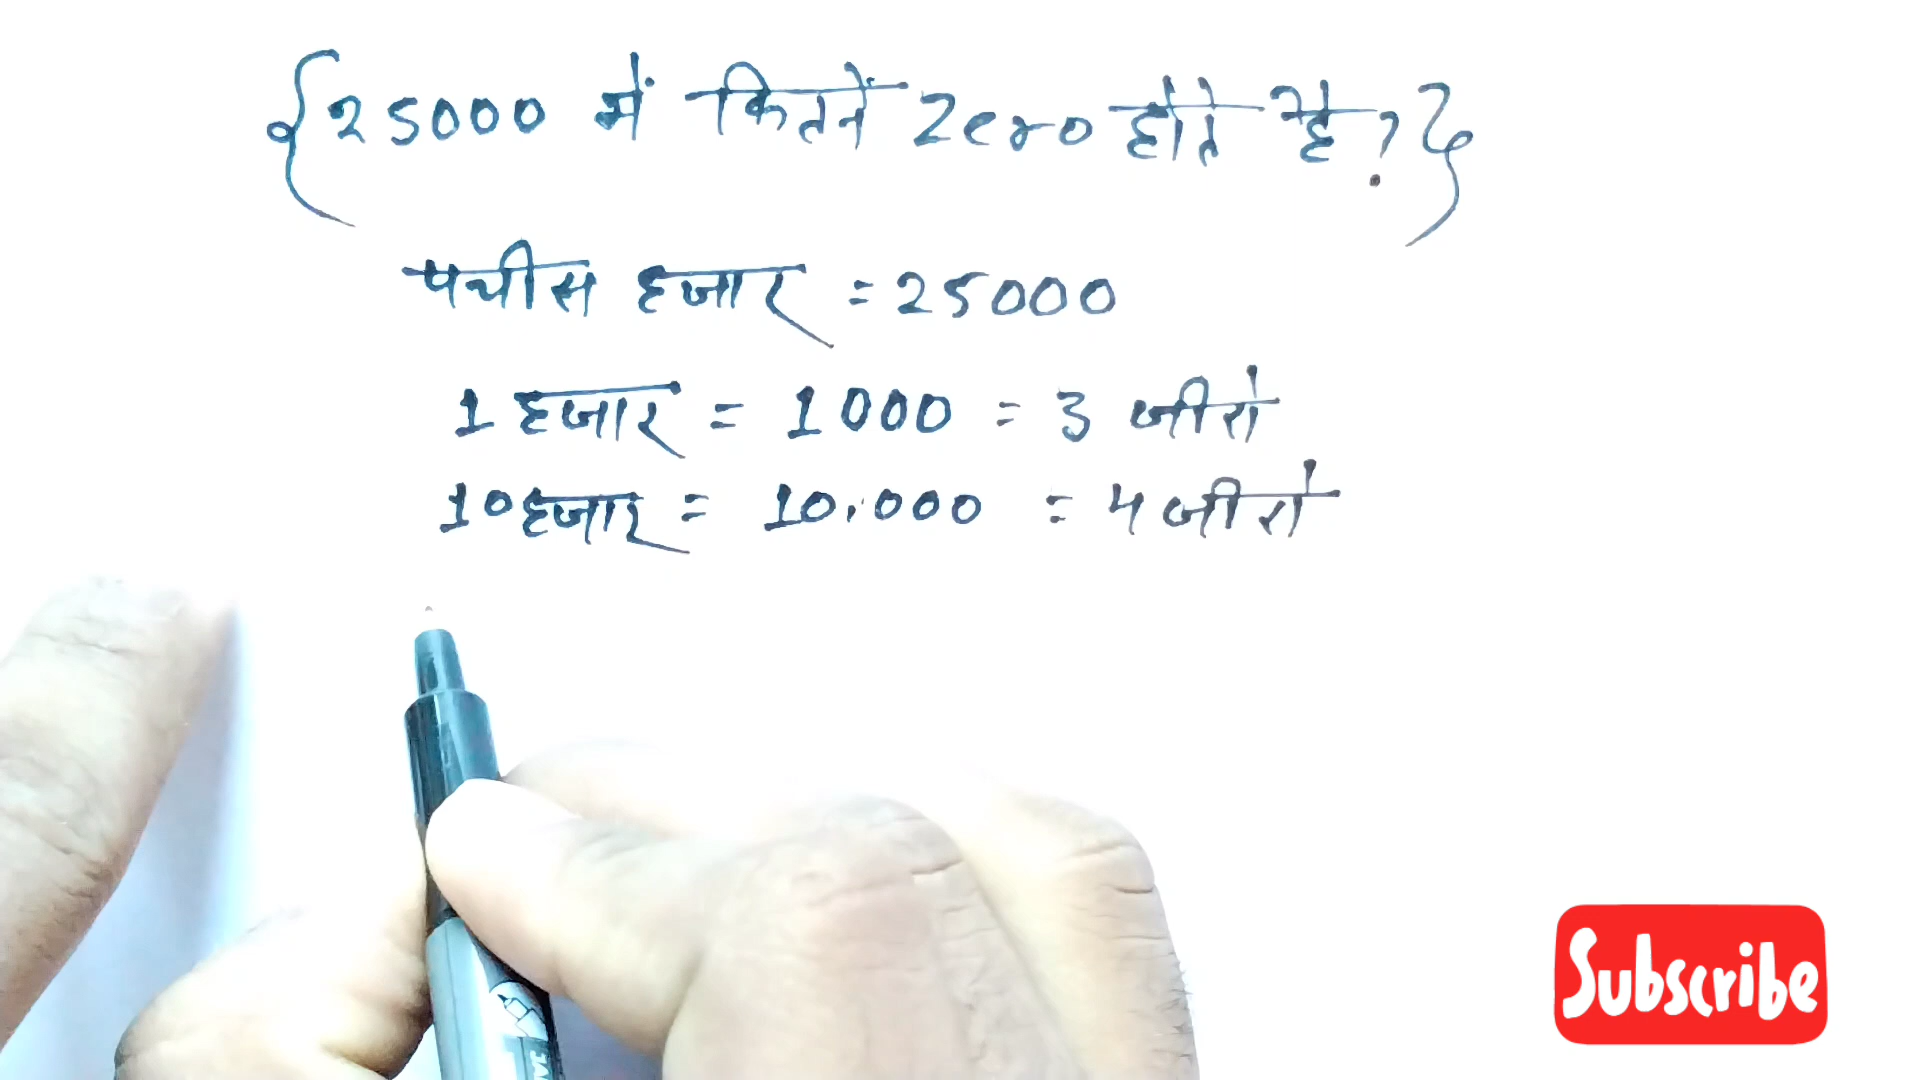 {25000 में कितने Zero होते है?}
पचीस हजार = 25000
1 हजार = 1000 = 3 जीरो
10 हजार = 10,000 = 4 जीरो
Subscribe